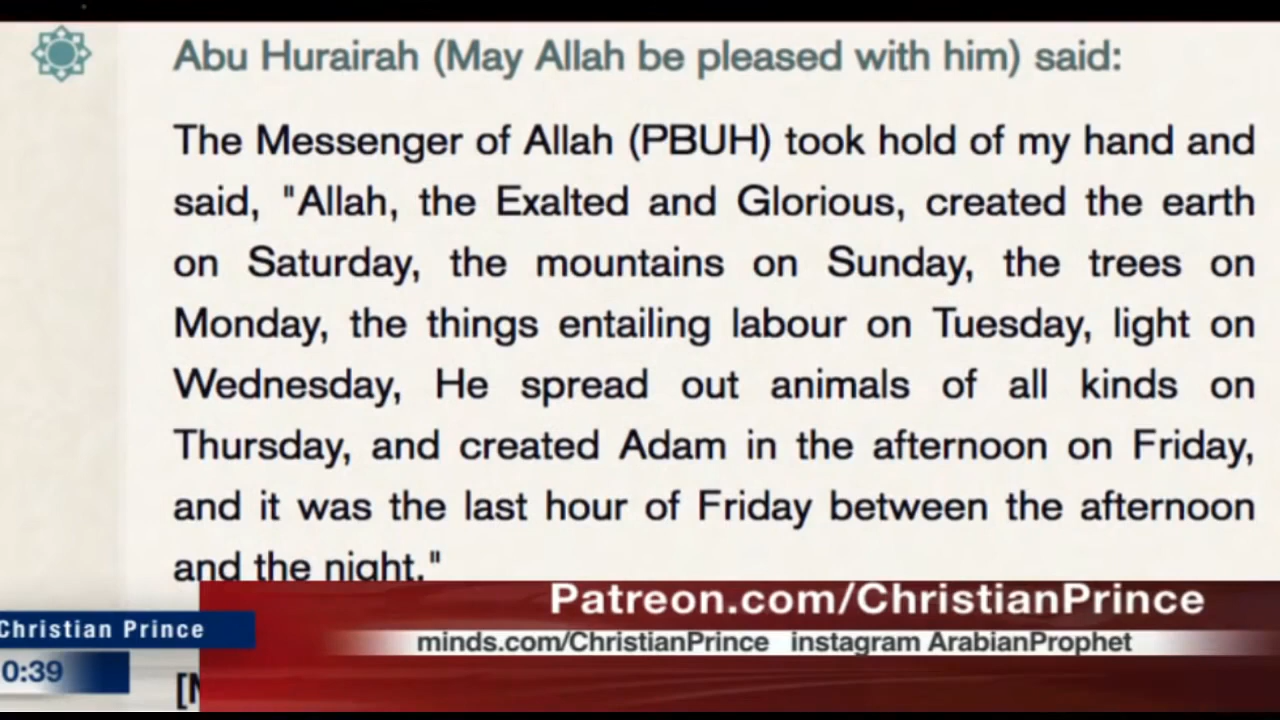 Abu Hurairah (May Allah be pleased with him) said:
The Messenger of Allah (PBUH) took hold of my hand and
said, "Allah, the Exalted and Glorious, created the earth
on Saturday, the mountains on Sunday, the trees on
Monday, the things entailing labour on Tuesday, light on
Wednesday, He spread out animals of all kinds on
Thursday, and created Adam in the afternoon on Friday,
and it was the last hour of Friday between the afternoon
and the night."
Patreon.com/ChristianPrince
Christian Prince
minds.com/ChristianPrince instagram ArabianProphet
0:39